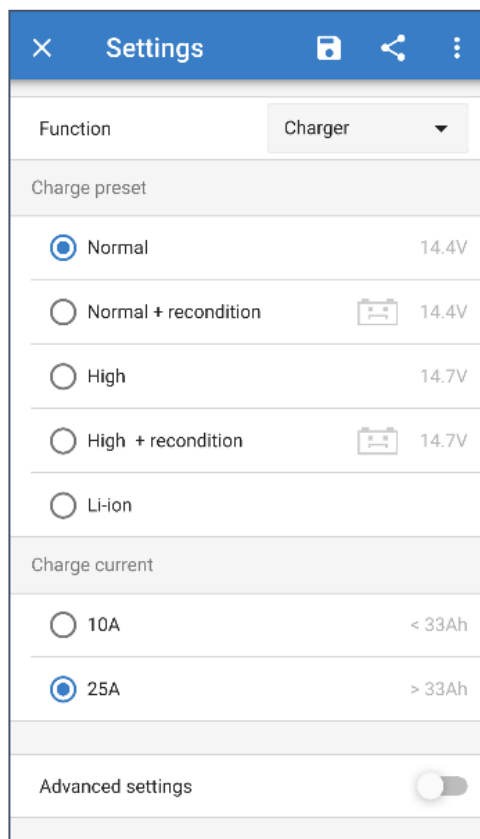 Settings
Function Charger
Charge preset
Normal 14.4V
Normal + recondition 14.4V
High 14.7V
High + recondition 14.7V
Li-ion
Charge current
10A < 33Ah
25A > 33Ah
Advanced settings